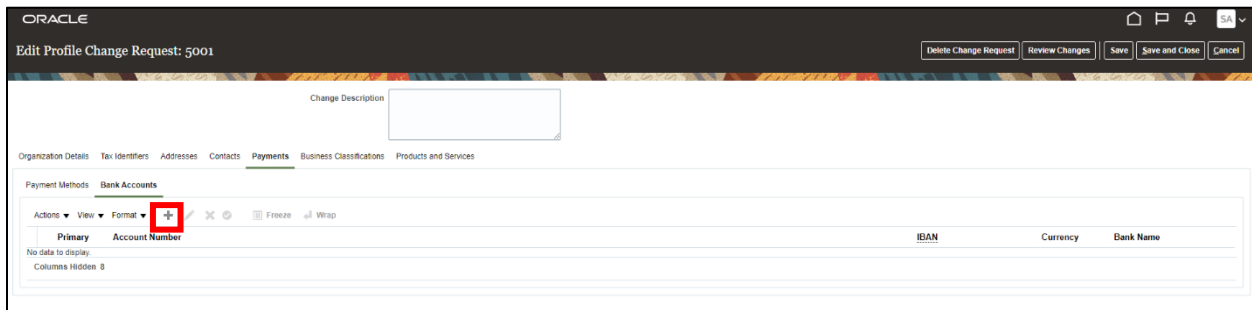 ORACLE
SA
Edit Profile Change Request: 5001
Delete Change Request Review Changes Save Save and Close Cancel
Change Description
Organization Details Tax Identifiers Addresses Contacts Payments Business Classifications Products and Services
Payment Methods Bank Accounts
Actions View Format Freeze Wrap
Primary Account Number IBAN Currency Bank Name
No data to display.
Columns Hidden 8